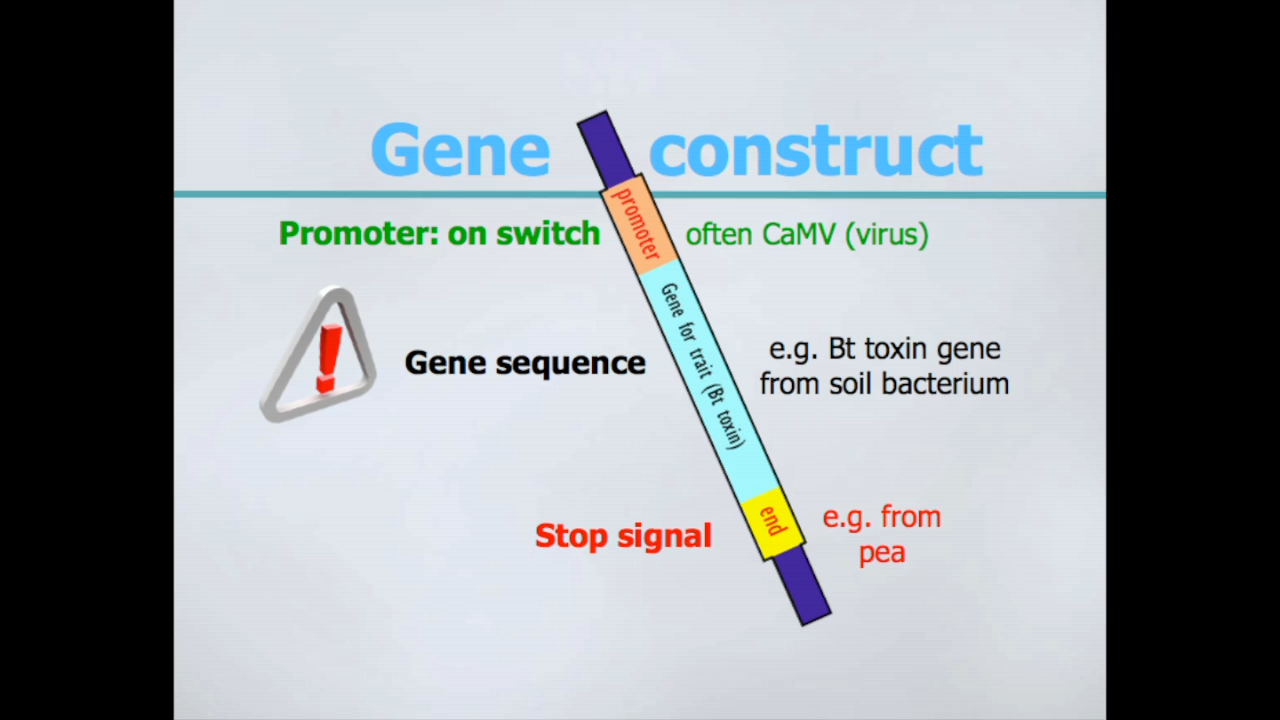 Gene construct
Promoter: on switch
promoter
often CaMV (virus)
Gene sequence
Gene for trait (Bt toxin)
e.g. Bt toxin gene
from soil bacterium
Stop signal
end
e.g. from
pea